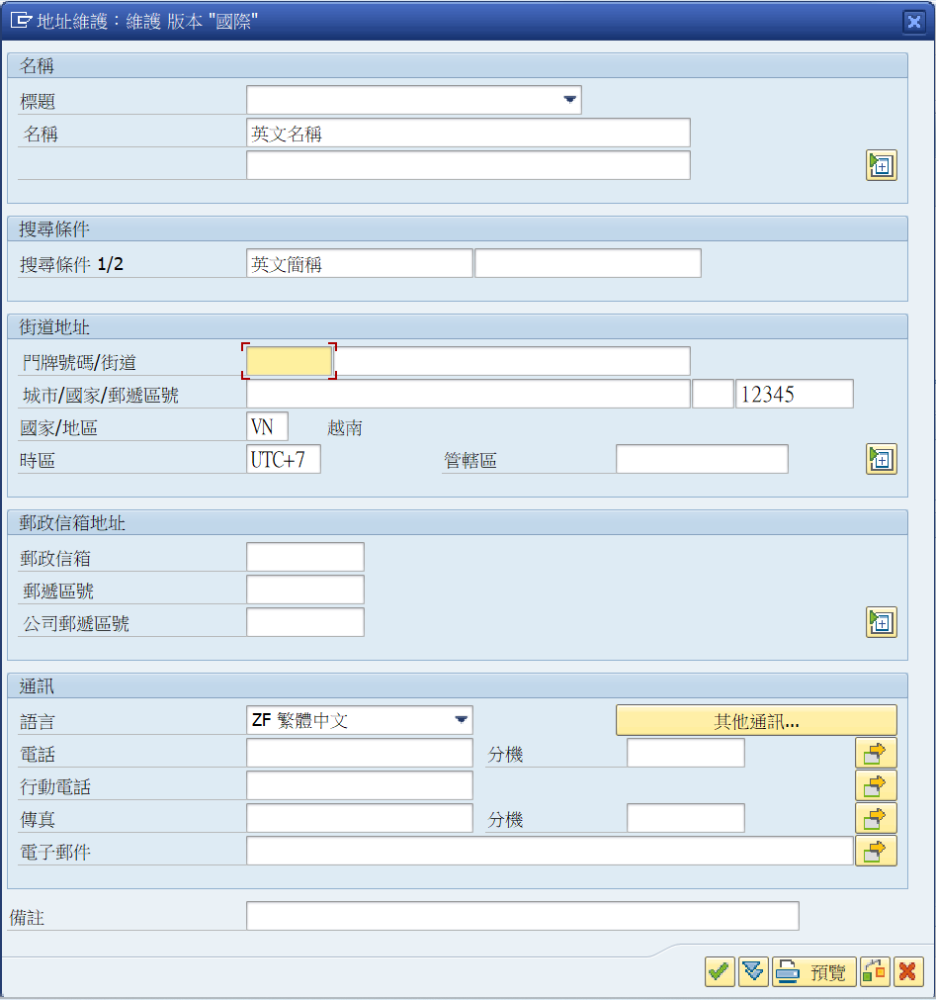 地址維護：維護 版本 "國際"
名稱
標題
名稱 英文名稱
搜尋條件
搜尋條件 1/2 英文簡稱
街道地址
門牌號碼/街道
城市/國家/郵遞區號 12345
國家/地區 VN 越南
時區 UTC+7 管轄區
郵政信箱地址
郵政信箱
郵遞區號
公司郵遞區號
通訊
語言 ZF 繁體中文 其他通訊...
電話 分機
行動電話
傳真 分機
電子郵件
備註
預覽